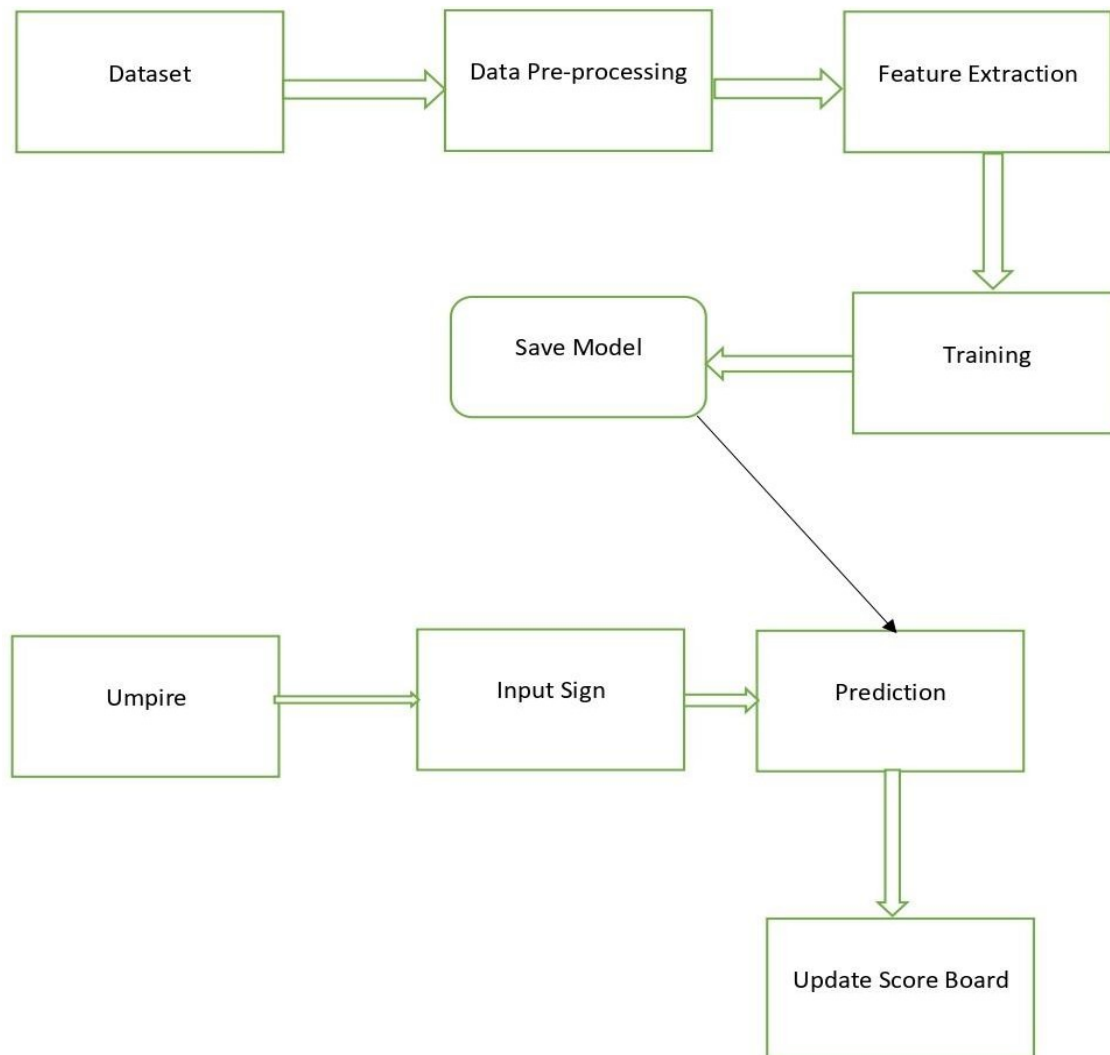 Dataset
Data Pre-processing
Feature Extraction
Save Model
Training
Umpire
Input Sign
Prediction
Update Score Board